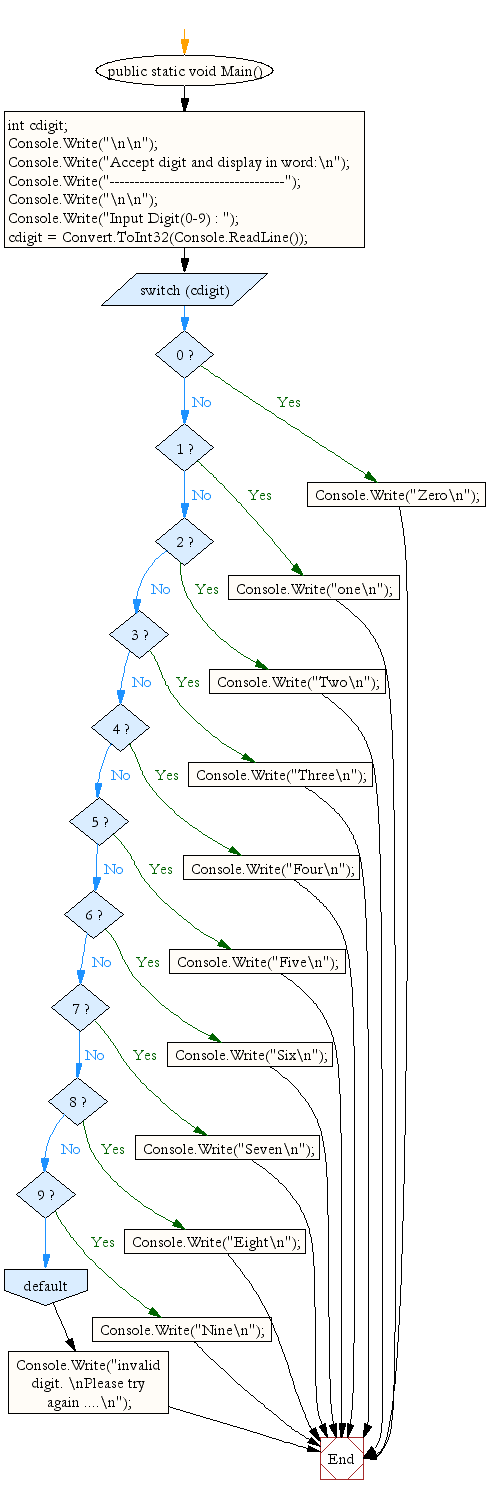 public static void Main()
int cdigit;
Console.Write("\n\n");
Console.Write("Accept digit and display in word:\n");
Console.Write("-----------------------------------");
Console.Write("\n\n");
Console.Write("Input Digit(0-9) : ");
cdigit = Convert.ToInt32(Console.ReadLine());
switch (cdigit)
0 ?
No
Yes
1 ?
Console.Write("Zero\n");
No
Yes
2 ?
Console.Write("one\n");
No
Yes
3 ?
Console.Write("Two\n");
No
Yes
4 ?
Console.Write("Three\n");
No
Yes
5 ?
Console.Write("Four\n");
No
Yes
6 ?
Console.Write("Five\n");
No
Yes
7 ?
Console.Write("Six\n");
No
Yes
8 ?
Console.Write("Seven\n");
No
Yes
9 ?
Console.Write("Eight\n");
Yes
default
Console.Write("Nine\n");
Console.Write("invalid
digit. \nPlease try
again ....\n");
End